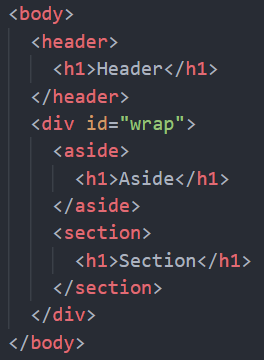 <body>
<header>
<h1>Header</h1>
</header>
<div id="wrap">
<aside>
<h1>Aside</h1>
</aside>
<section>
<h1>Section</h1>
</section>
</div>
</body>